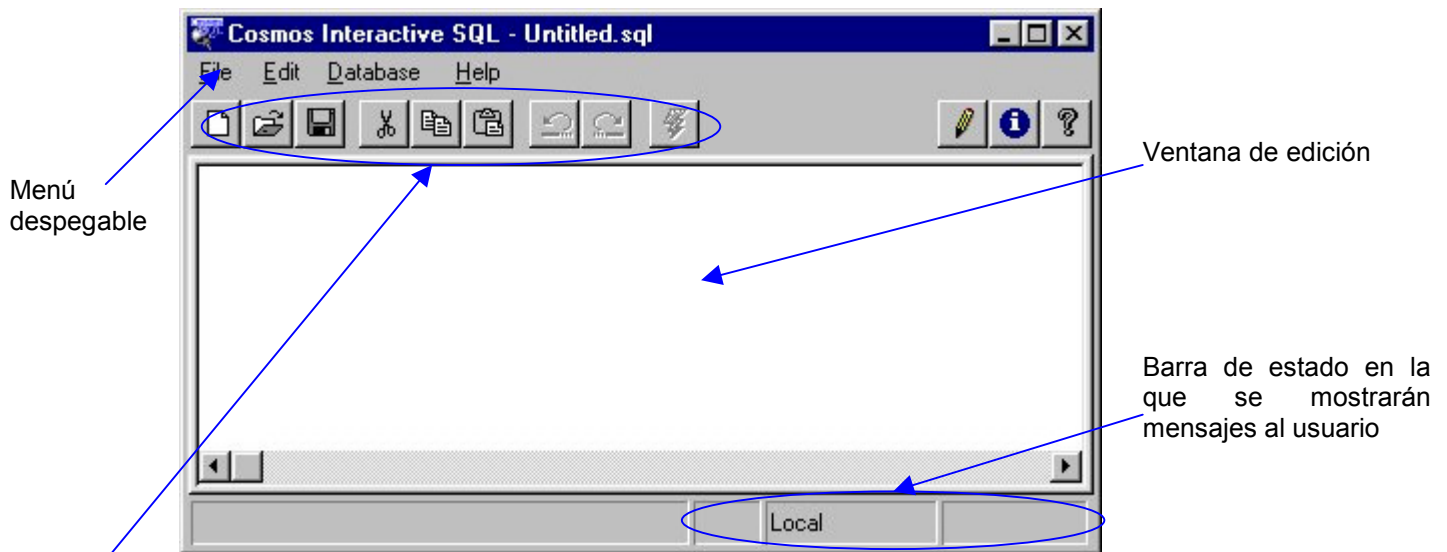 Cosmos Interactive SQL - Untitled.sql
File Edit Database Help
Menú
despegable
Ventana de edición
Barra de estado en la
que se mostrarán
mensajes al usuario
Local